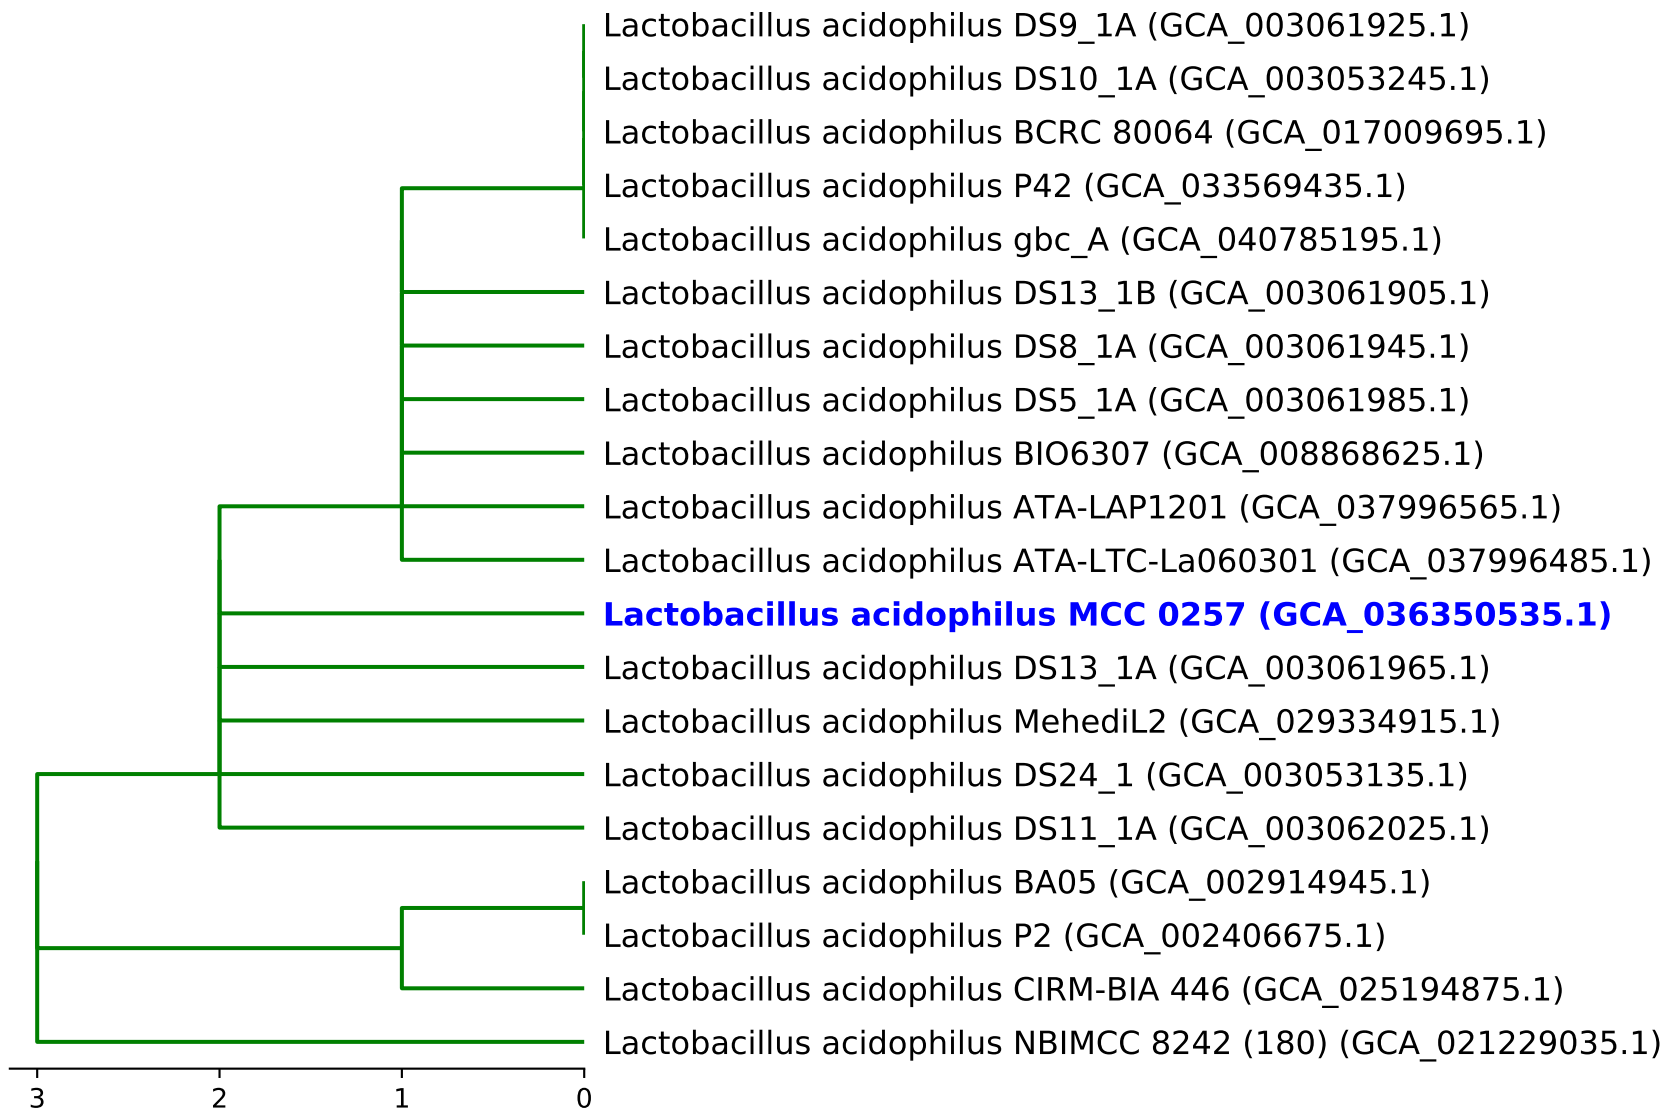 Lactobacillus acidophilus DS9_1A (GCA_003061925.1)
Lactobacillus acidophilus DS10_1A (GCA_003053245.1)
Lactobacillus acidophilus BCRC 80064 (GCA_017009695.1)
Lactobacillus acidophilus P42 (GCA_033569435.1)
Lactobacillus acidophilus gbc_A (GCA_040785195.1)
Lactobacillus acidophilus DS13_1B (GCA_003061905.1)
Lactobacillus acidophilus DS8_1A (GCA_003061945.1)
Lactobacillus acidophilus DS5_1A (GCA_003061985.1)
Lactobacillus acidophilus BIO6307 (GCA_008868625.1)
Lactobacillus acidophilus ATA-LAP1201 (GCA_037996565.1)
Lactobacillus acidophilus ATA-LTC-La060301 (GCA_037996485.1)
Lactobacillus acidophilus MCC 0257 (GCA_036350535.1)
Lactobacillus acidophilus DS13_1A (GCA_003061965.1)
Lactobacillus acidophilus MehediL2 (GCA_029334915.1)
Lactobacillus acidophilus DS24_1 (GCA_003053135.1)
Lactobacillus acidophilus DS11_1A (GCA_003062025.1)
Lactobacillus acidophilus BA05 (GCA_002914945.1)
Lactobacillus acidophilus P2 (GCA_002406675.1)
Lactobacillus acidophilus CIRM-BIA 446 (GCA_025194875.1)
Lactobacillus acidophilus NBIMCC 8242 (180) (GCA_021229035.1)
3 2 1 0